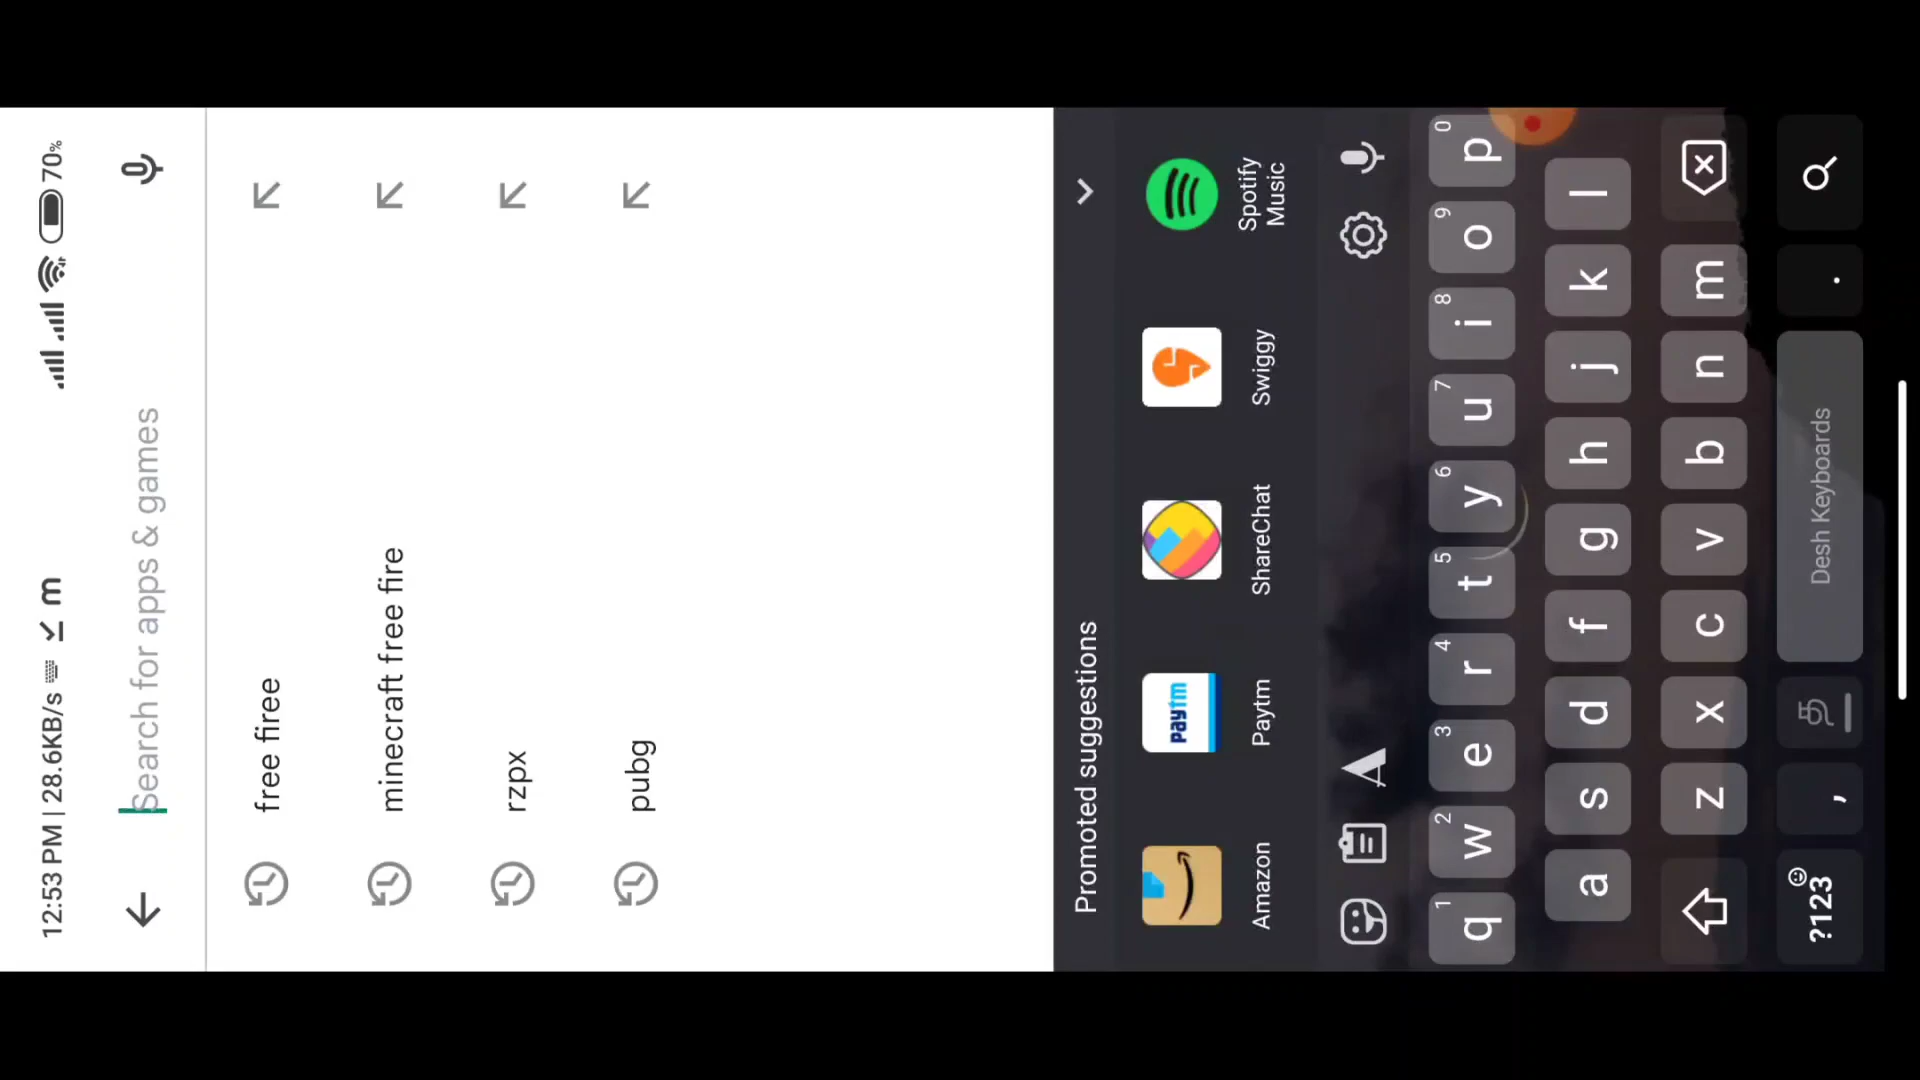 12:53 PM | 28.6KB/s m 70%
Search for apps & games
free firee
minecraft free fire
rzpx
pubg
Promoted suggestions
paytm
Amazon Paytm ShareChat Swiggy Spotify Music
A
q 1 w 2 e 3 r 4 t 5 y 6 u 7 i 8 o 9 p 0
a s d f g h j k l
z x c v b n m
?123 , Desh Keyboards .